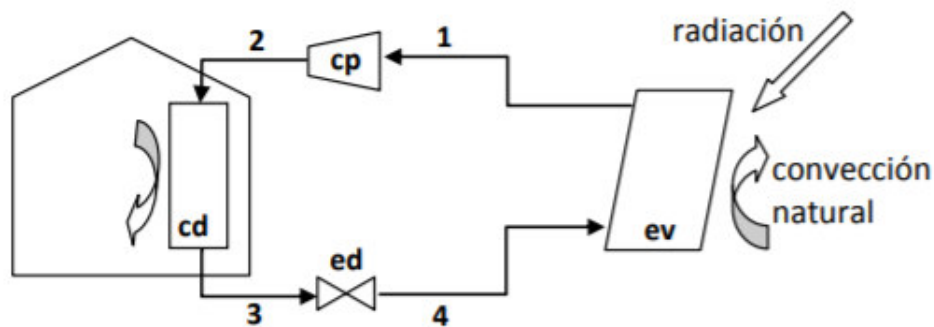 radiación
2
cp
1
convección
natural
cd
ev
ed
3
4